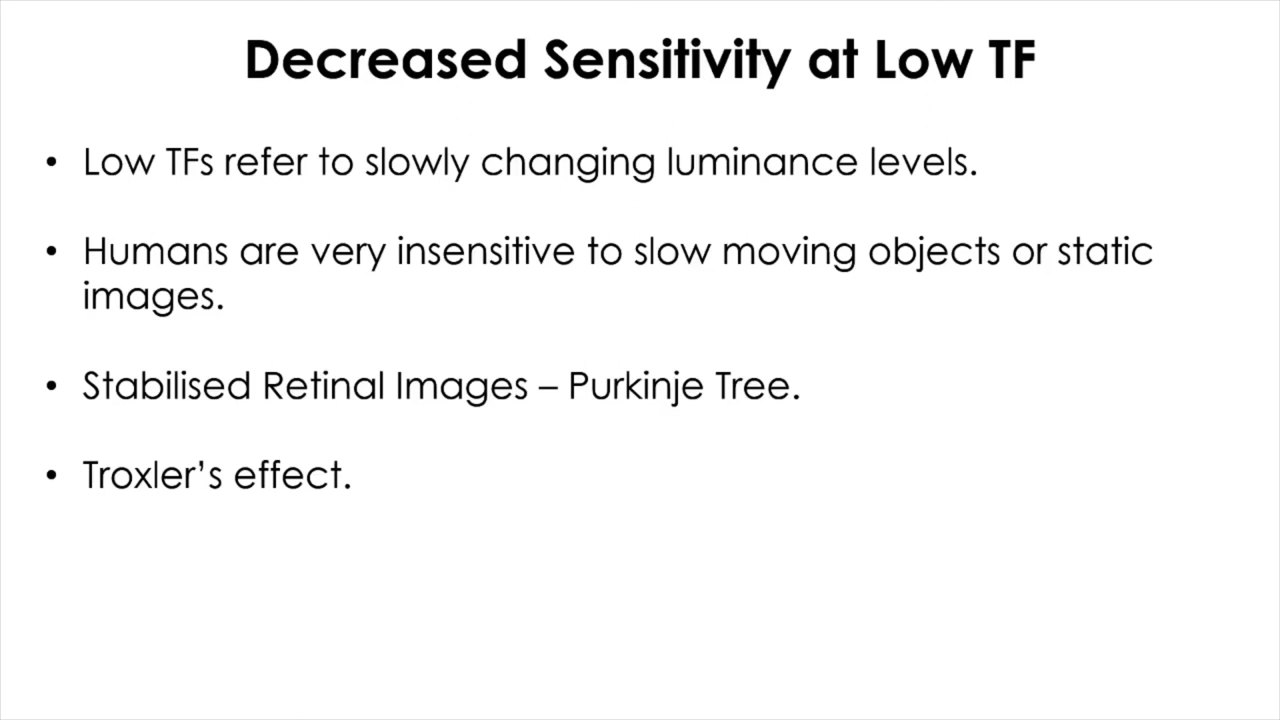 Decreased Sensitivity at Low TF
• Low TFs refer to slowly changing luminance levels.
• Humans are very insensitive to slow moving objects or static
images.
• Stabilised Retinal Images – Purkinje Tree.
• Troxler’s effect.